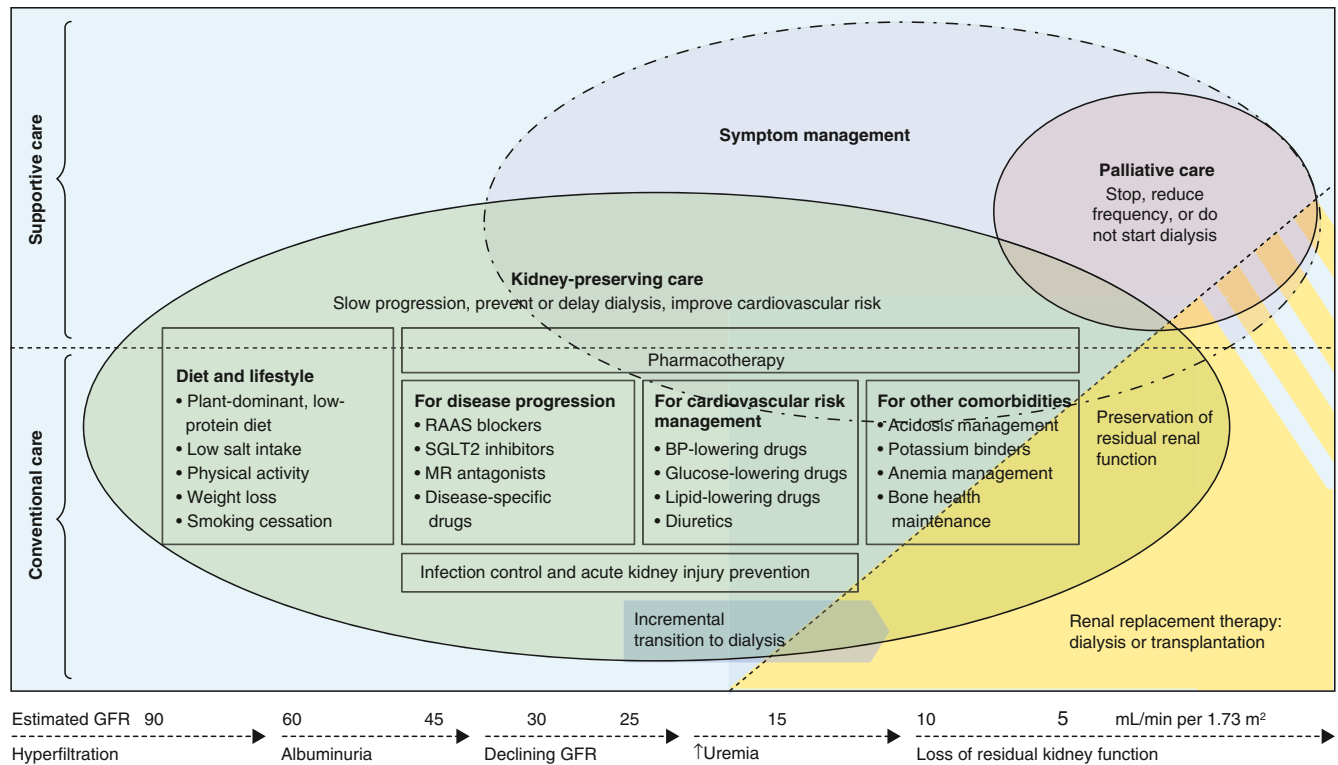 Supportive care
Symptom management
Palliative care
Stop, reduce
frequency, or do
not start dialysis
Kidney-preserving care
Slow progression, prevent or delay dialysis, improve cardiovascular risk
Conventional care
Diet and lifestyle
• Plant-dominant, low-
protein diet
• Low salt intake
• Physical activity
• Weight loss
• Smoking cessation
Pharmacotherapy
For disease progression
• RAAS blockers
• SGLT2 inhibitors
• MR antagonists
• Disease-specific
drugs
For cardiovascular risk
management
• BP-lowering drugs
• Glucose-lowering drugs
• Lipid-lowering drugs
• Diuretics
For other comorbidities
• Acidosis management
• Potassium binders
• Anemia management
• Bone health
maintenance
Preservation of
residual renal
function
Infection control and acute kidney injury prevention
Incremental
transition to dialysis
Renal replacement therapy:
dialysis or transplantation
Estimated GFR 90 60 45 30 25 15 10 5 mL/min per 1.73 m²
Hyperfiltration Albuminuria Declining GFR ↑Uremia Loss of residual kidney function